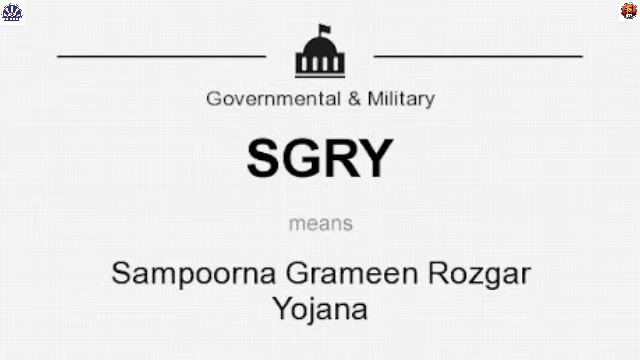 Governmental & Military
SGRY
means
Sampoorna Grameen Rozgar
Yojana